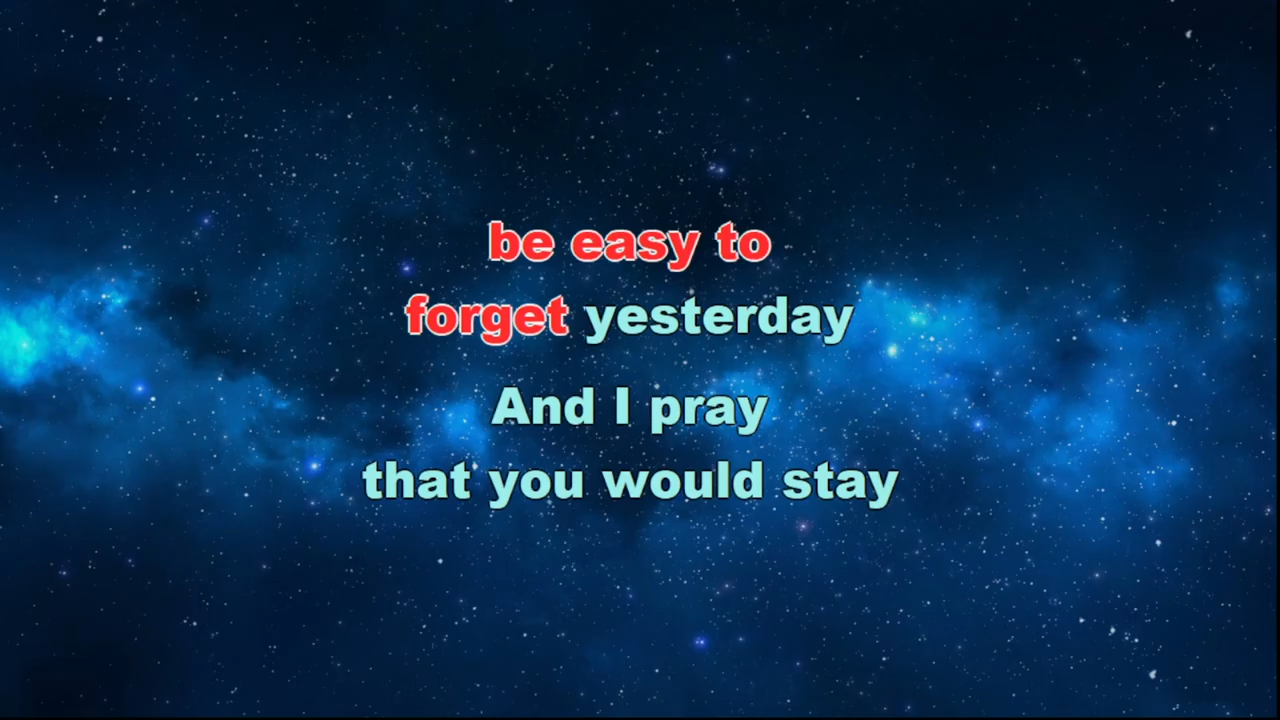 be easy to
forget yesterday
And I pray
that you would stay